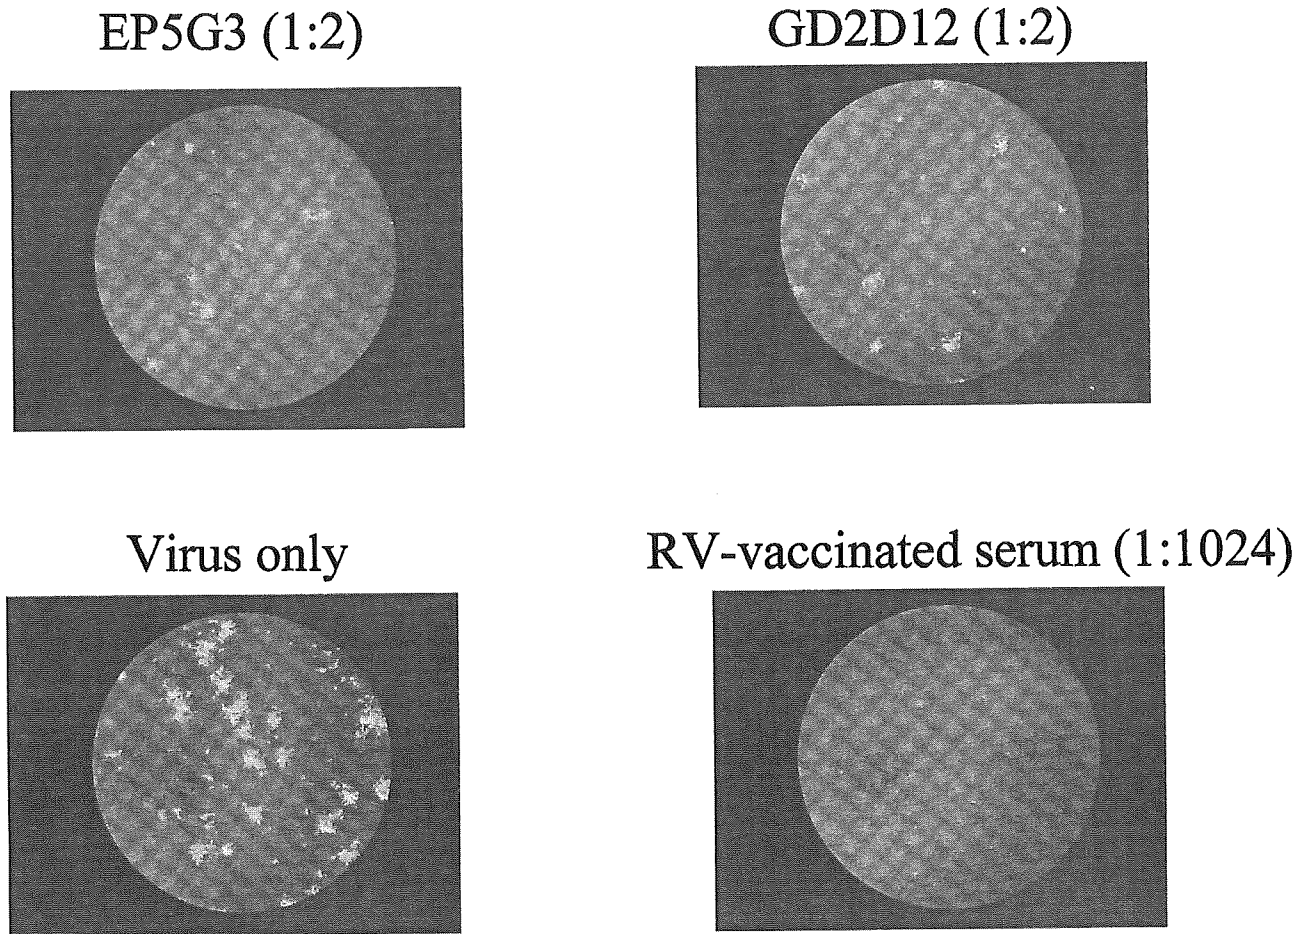 EP5G3 (1:2)
GD2D12 (1:2)
Virus only
RV-vaccinated serum (1:1024)